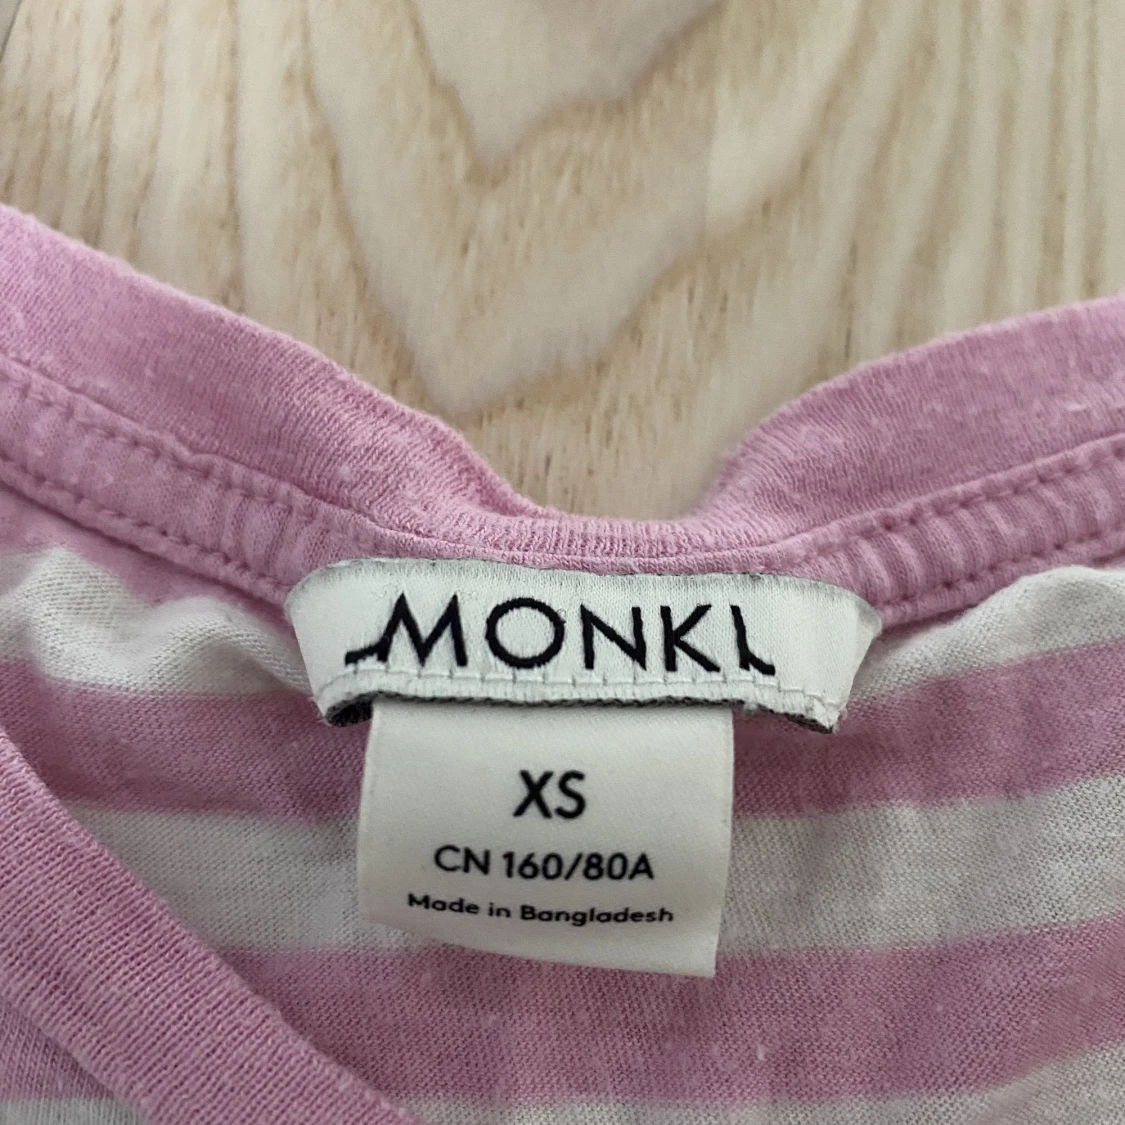 MONKI
XS
CN 160/80A
Made in Bangladesh